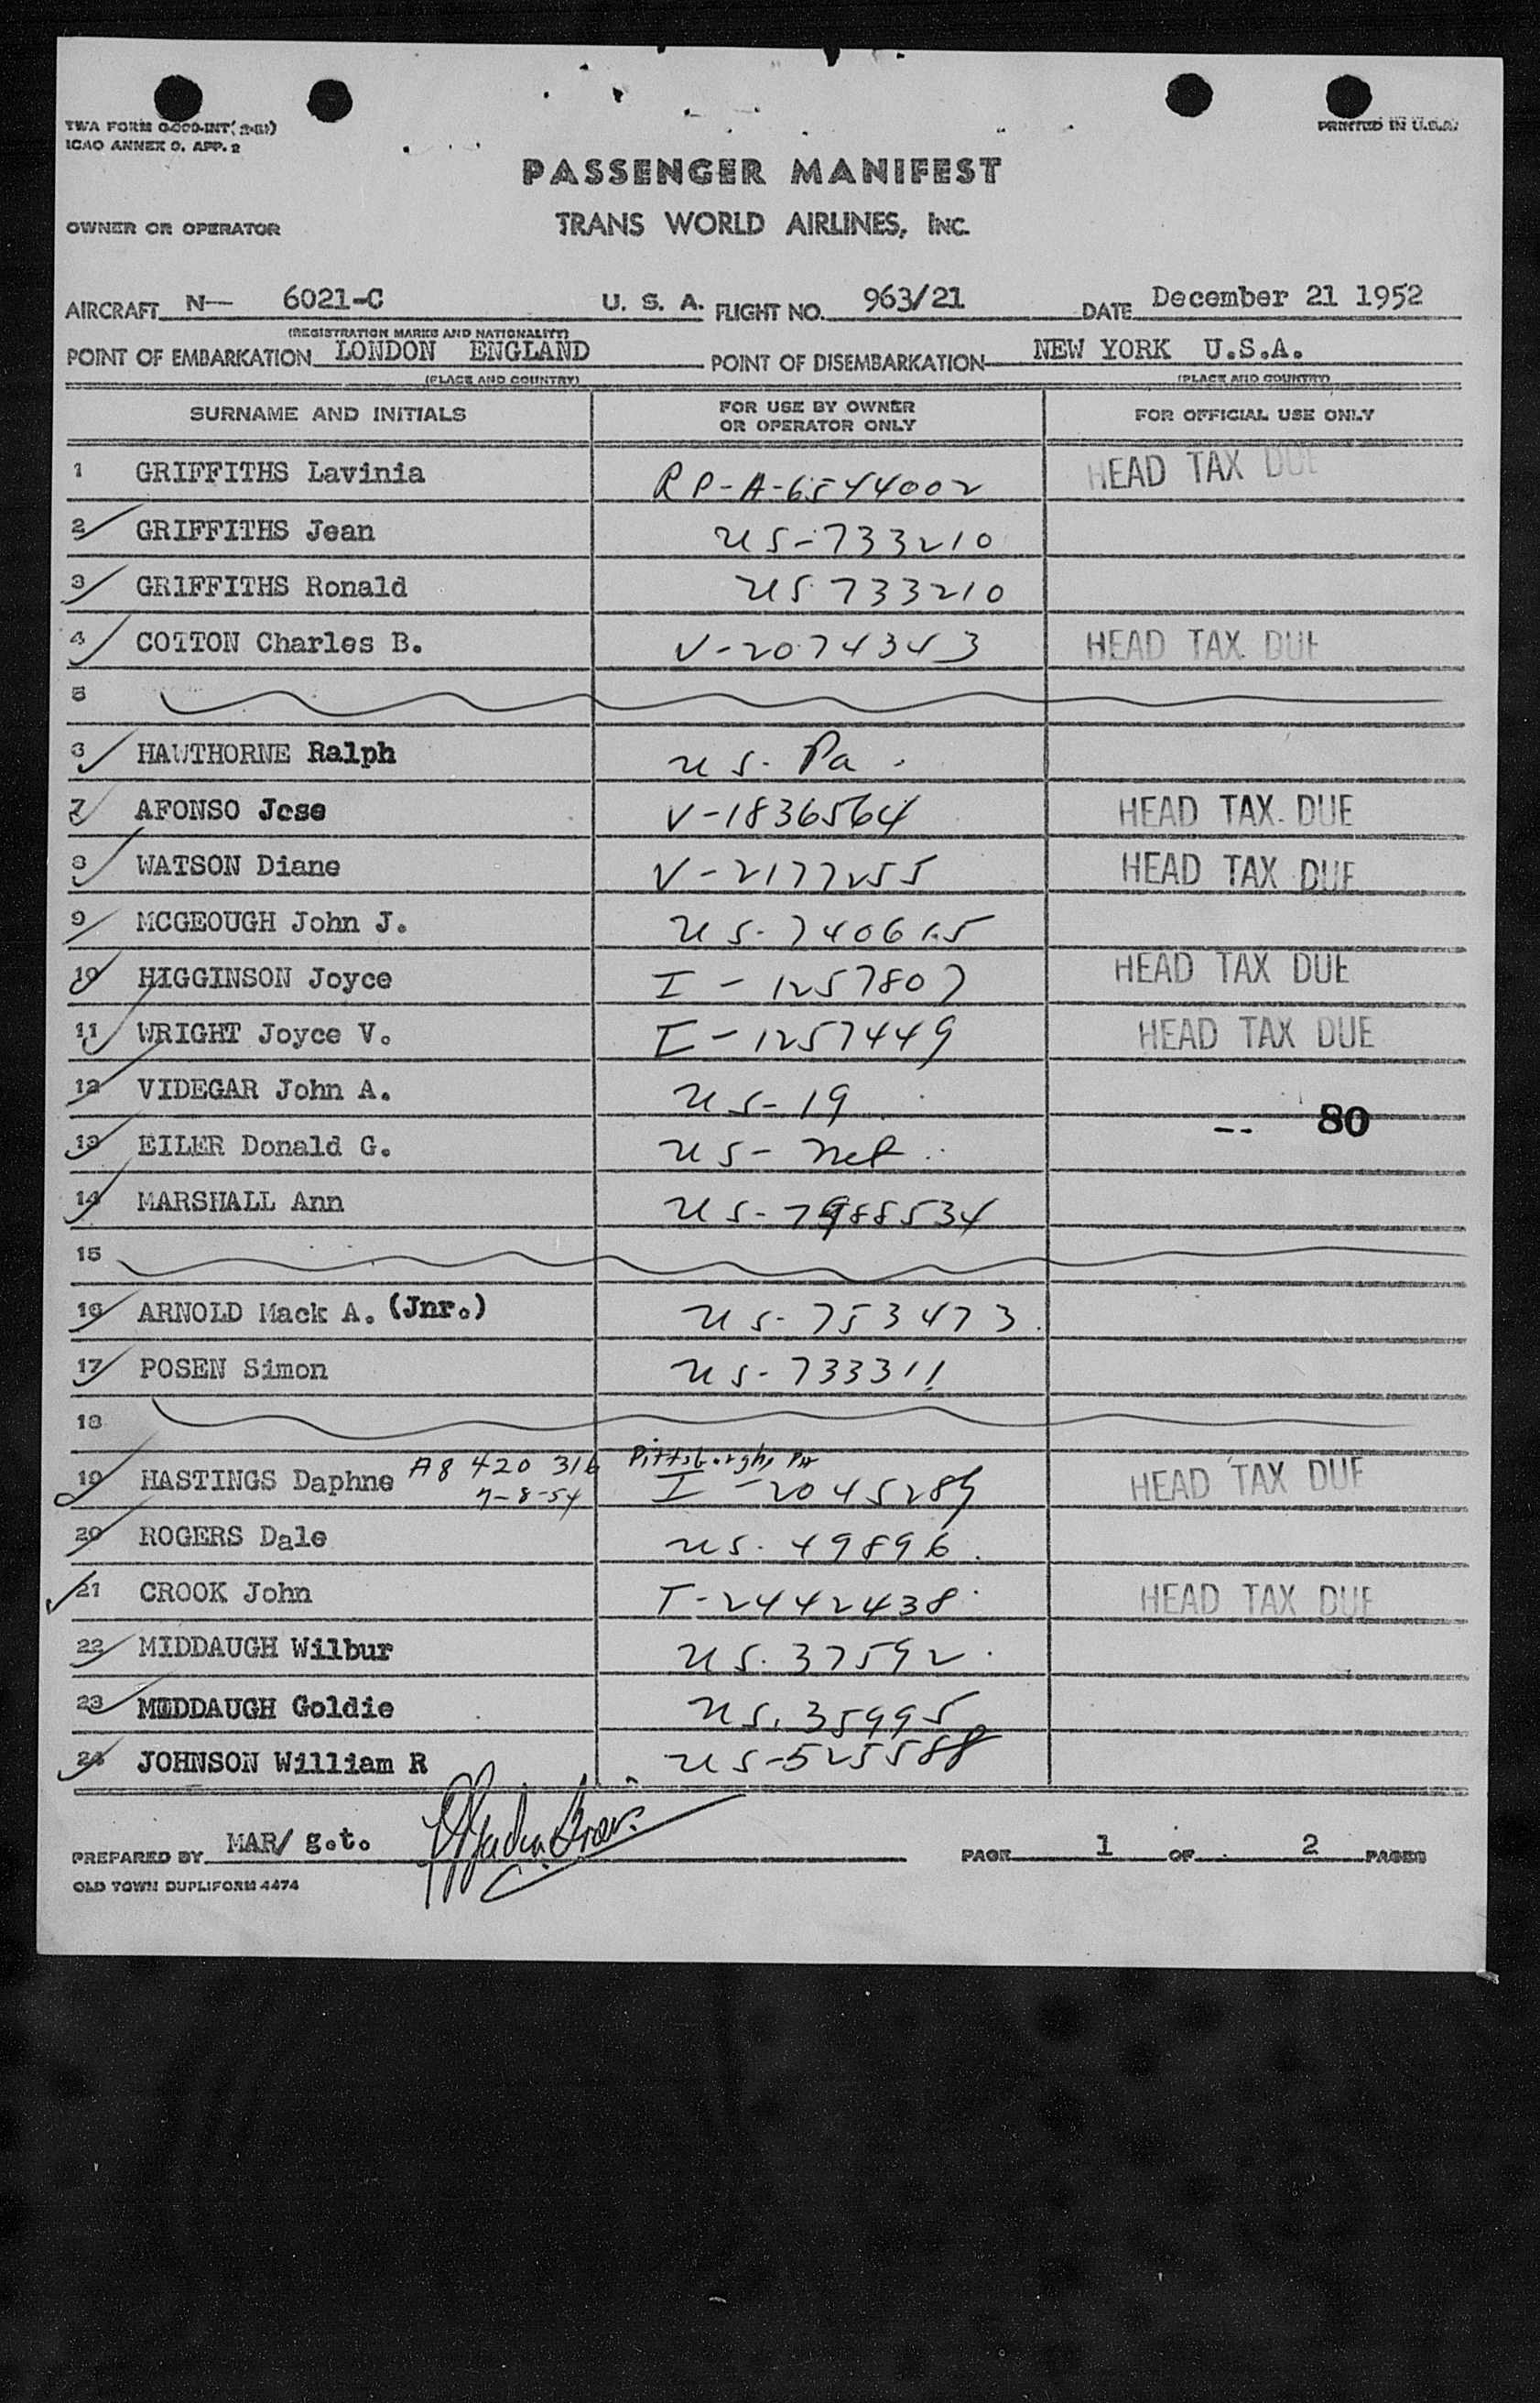 TWA FORM
ICAO ANNEX 9, APP. 2
PRINTED IN U.S.A.
PASSENGER MANIFEST
OWNER OR OPERATOR TRANS WORLD AIRLINES, INC.
AIRCRAFT N— 6021-C U. S. A. FLIGHT NO. 963/21 DATE December 21 1952
(REGISTRATION MARKS AND NATIONALITY)
POINT OF EMBARKATION LONDON ENGLAND POINT OF DISEMBARKATION NEW YORK U.S.A.
(PLACE AND COUNTRY) (PLACE AND COUNTRY)
SURNAME AND INITIALS FOR USE BY OWNER OR OPERATOR ONLY FOR OFFICIAL USE ONLY
1 GRIFFITHS Lavinia RP-A-6544002 HEAD TAX DUE
2 GRIFFITHS Jean US-733210
3 GRIFFITHS Ronald US 733210
4 COTTON Charles B. V-2074343 HEAD TAX DUE
5
6 HAWTHORNE Ralph US. Pa.
7 AFONSO Jose V-1836564 HEAD TAX DUE
8 WATSON Diane V-2177255 HEAD TAX DUE
9 MCGEOUGH John J. US-740615
10 HIGGINSON Joyce I-1257807 HEAD TAX DUE
11 WRIGHT Joyce V. I-1257449 HEAD TAX DUE
12 VIDEGAR John A. US-19
-- 80
13 EILER Donald G. US-
14 MARSHALL Ann US-
15
16 ARNOLD Mack A. (Jnr.) US-753473
17 POSEN Simon US-733311
18
19 HASTINGS Daphne A8 420 316 Pittsburgh, Pa HEAD TAX DUE
7-8-54 I-2045289
20 ROGERS Dale US. 49896
21 CROOK John T-2442438 HEAD TAX DUE
22 MIDDAUGH Wilbur US. 37592
23 MIDDAUGH Goldie US. 35995
24 JOHNSON William R US-525588
PREPARED BY MAR/ g.t. PAGE 1 OF 2 PAGES
OLD TOWN DUPLIFORM 4474